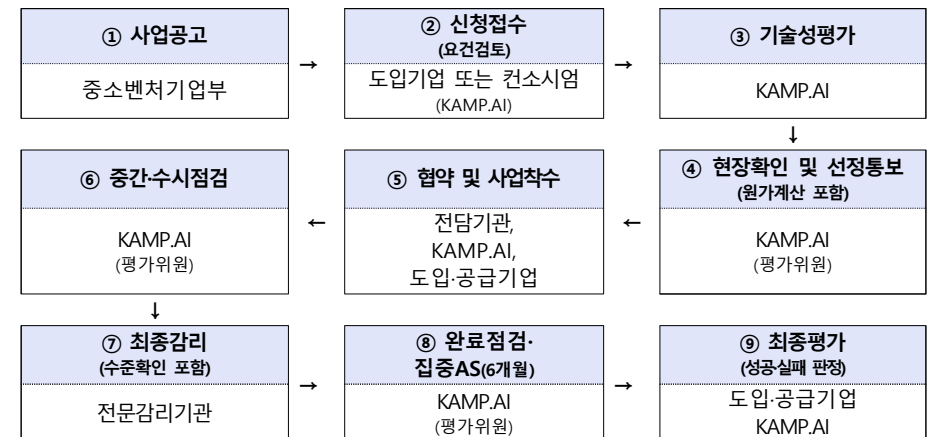 ① 사업공고
중소벤처기업부
→
② 신청접수
(요건검토)
도입기업 또는 컨소시엄
(KAMP.AI)
→
③ 기술성평가
KAMP.AI
↓
④ 현장확인 및 선정통보
(원가계산 포함)
KAMP.AI
(평가위원)
←
⑤ 협약 및 사업착수
전담기관,
KAMP.AI,
도입·공급기업
←
⑥ 중간·수시점검
KAMP.AI
(평가위원)
↓
⑦ 최종감리
(수준확인 포함)
전문감리기관
→
⑧ 완료점검·
집중AS(6개월)
KAMP.AI
(평가위원)
→
⑨ 최종평가
(성공·실패 판정)
도입·공급기업
KAMP.AI